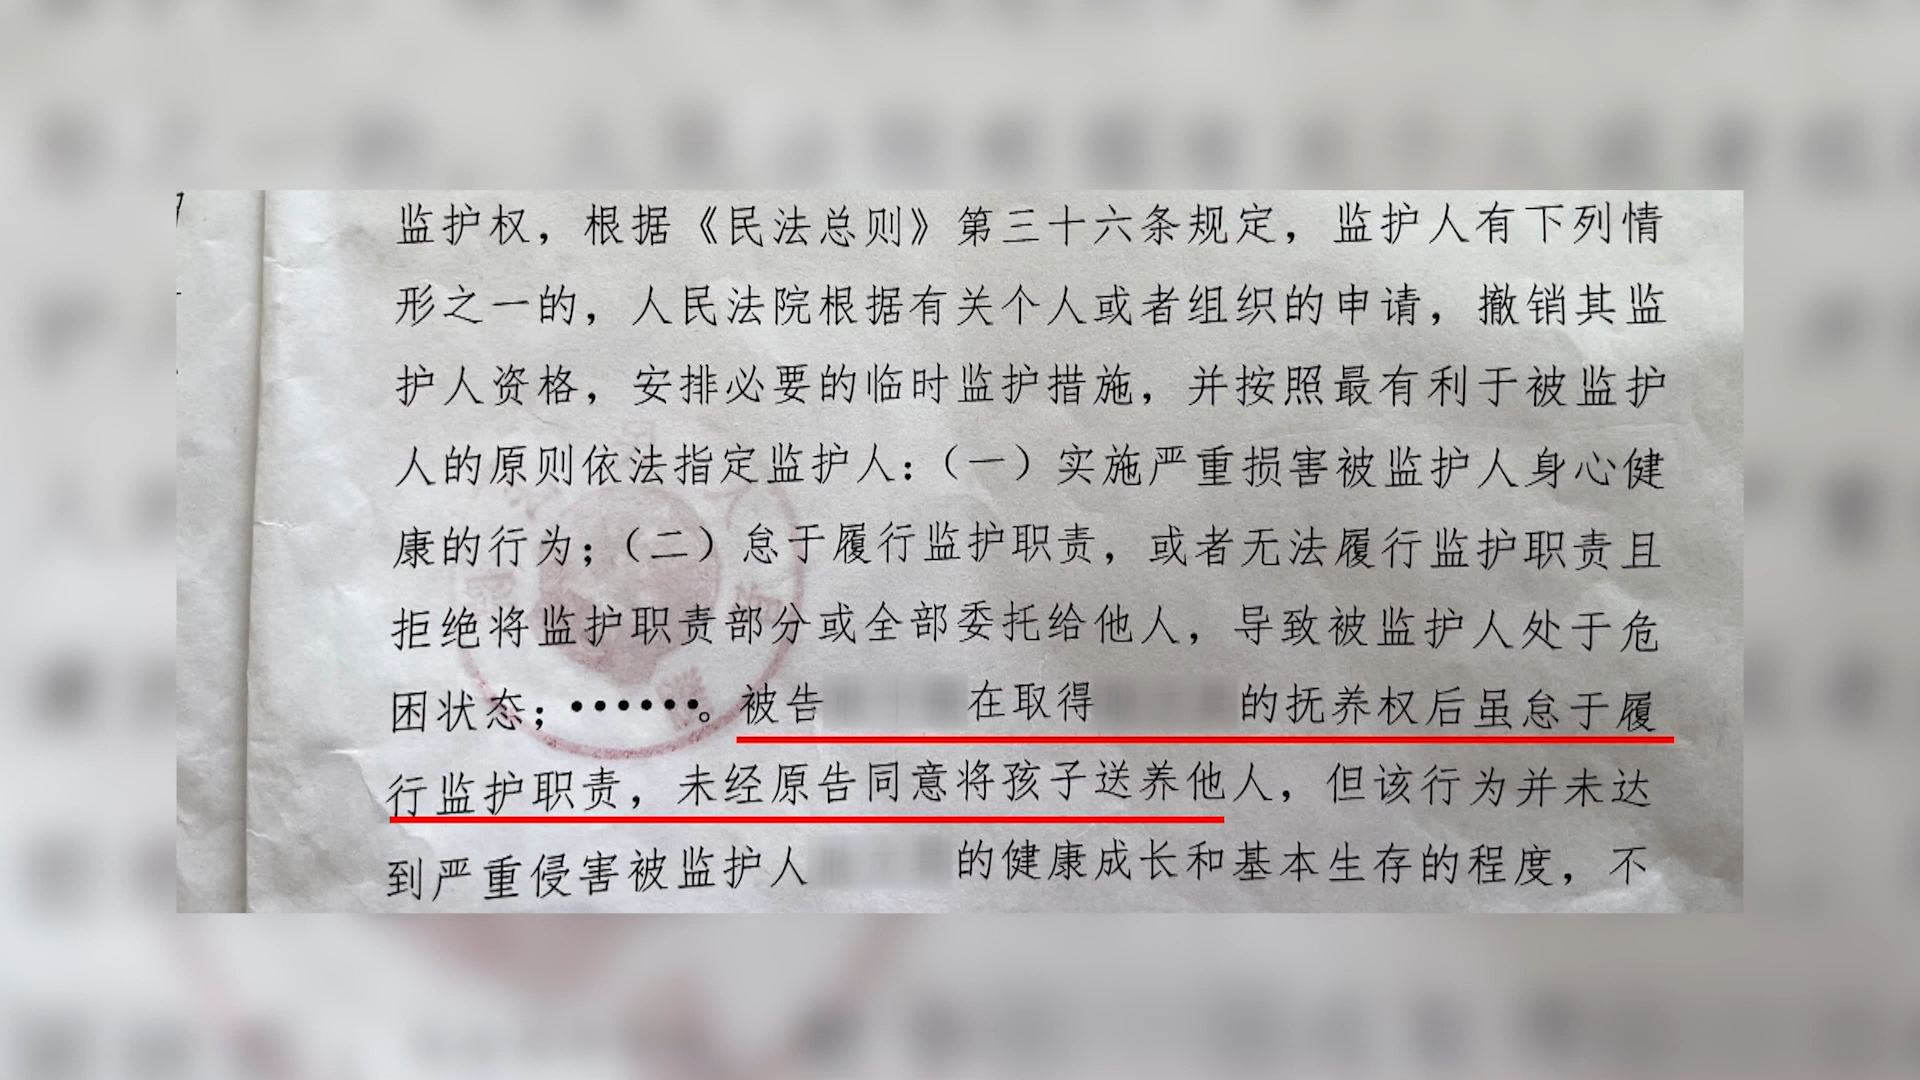 监护权，根据《民法总则》第三十六条规定，监护人有下列情
形之一的，人民法院根据有关个人或者组织的申请，撤销其监
护人资格，安排必要的临时监护措施，并按照最有利于被监护
人的原则依法指定监护人：（一）实施严重损害被监护人身心健
康的行为；（二）怠于履行监护职责，或者无法履行监护职责且
拒绝将监护职责部分或全部委托给他人，导致被监护人处于危
困状态；••••••。被告 在取得 的抚养权后虽怠于履
行监护职责，未经原告同意将孩子送养他人，但该行为并未达
到严重侵害被监护人 的健康成长和基本生存的程度，不